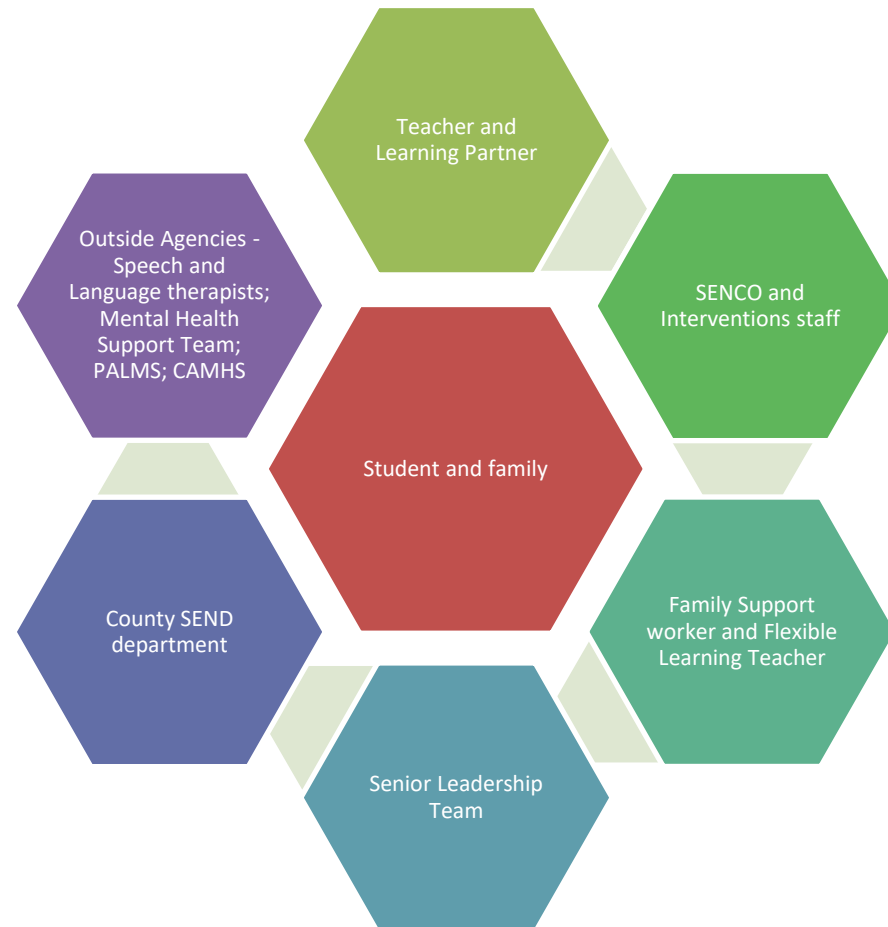 Teacher and
Learning Partner
Outside Agencies -
Speech and
Language therapists;
Mental Health
Support Team;
PALMS; CAMHS
SENCO and
Interventions staff
Student and family
County SEND
department
Family Support
worker and Flexible
Learning Teacher
Senior Leadership
Team